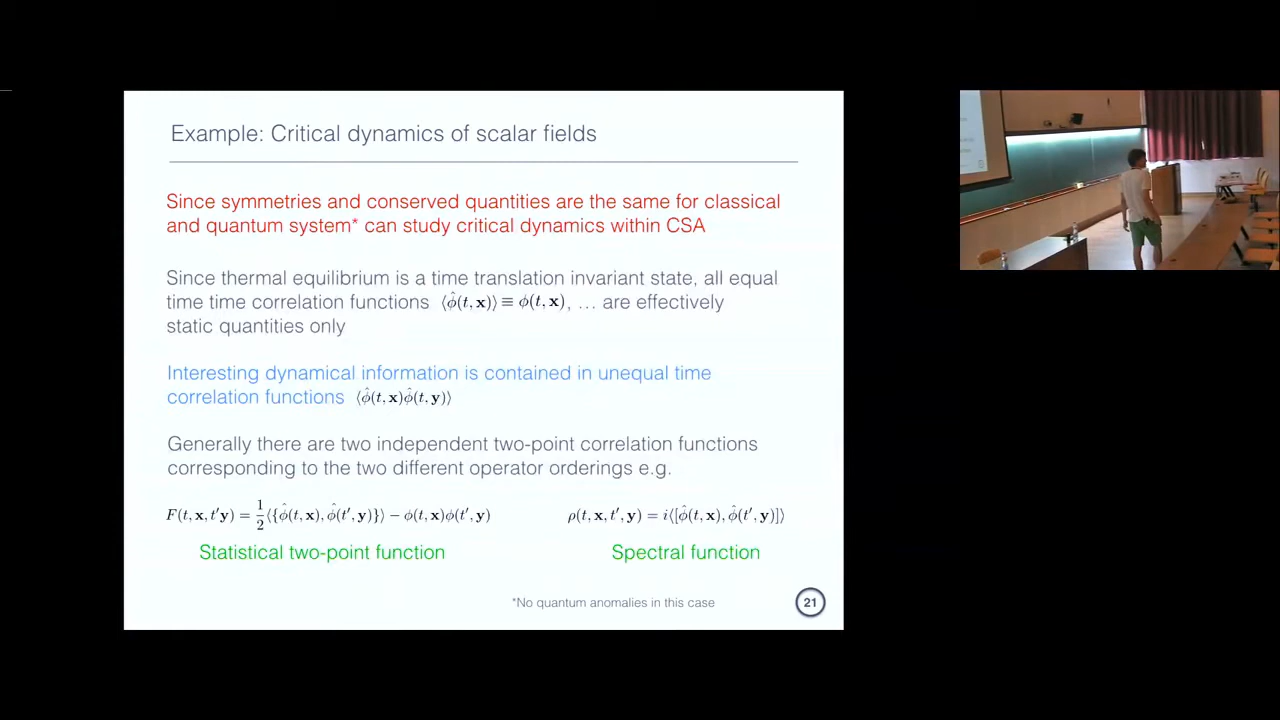 Example: Critical dynamics of scalar fields
Since symmetries and conserved quantities are the same for classical
and quantum system* can study critical dynamics within CSA
Since thermal equilibrium is a time translation invariant state, all equal
time time correlation functions ⟨ϕ̂(t, x)⟩ ≡ ϕ(t, x), … are effectively
static quantities only
Interesting dynamical information is contained in unequal time
correlation functions ⟨ϕ̂(t, x)ϕ̂(t. y)⟩
Generally there are two independent two-point correlation functions
corresponding to the two different operator orderings e.g.
F(t, x, t′y) = 1/2 ⟨{ϕ̂(t, x), ϕ̂(t′, y)}⟩ − ϕ(t, x)ϕ(t′, y) ρ(t, x, t′, y) = i⟨[ϕ̂(t, x), ϕ̂(t′, y)]⟩
Statistical two-point function Spectral function
*No quantum anomalies in this case
21